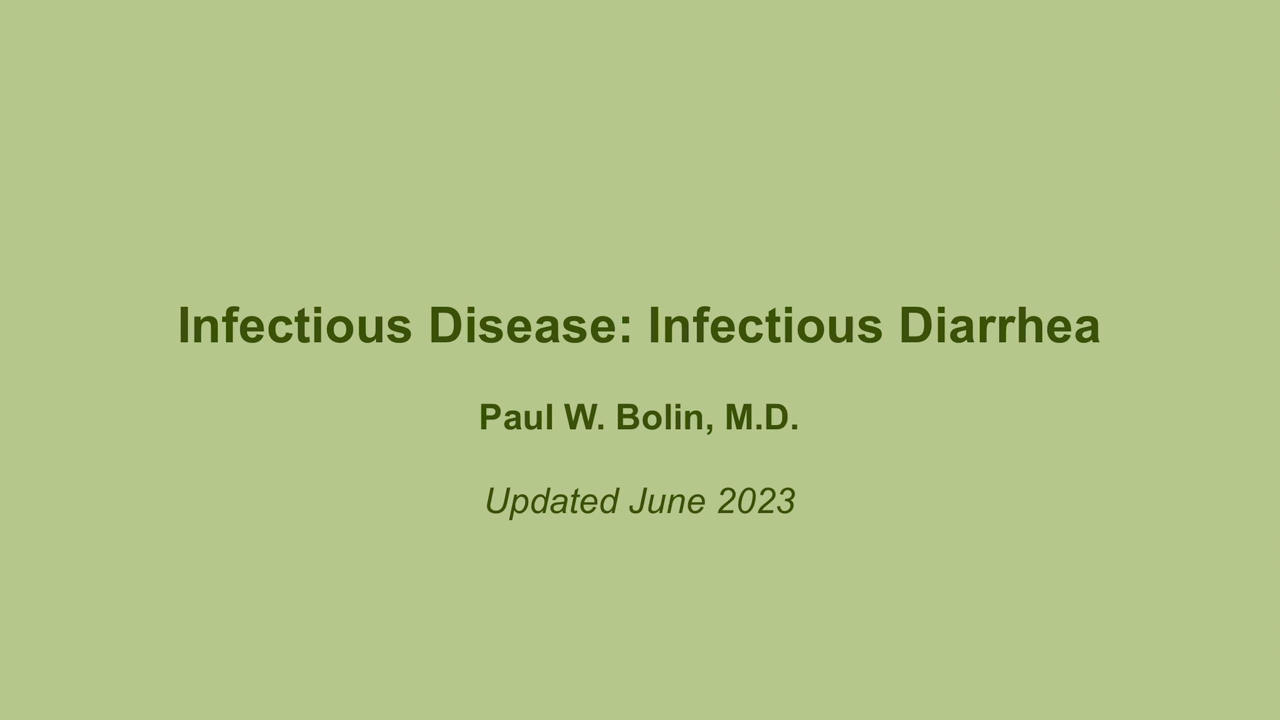 Infectious Disease: Infectious Diarrhea
Paul W. Bolin, M.D.
Updated June 2023